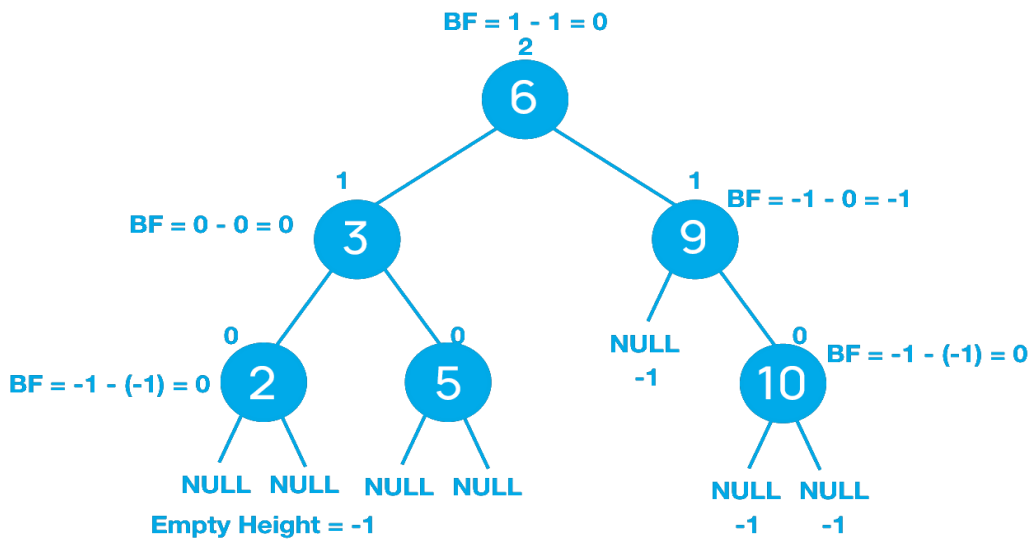 BF = 1 - 1 = 0
2
6
1
1
BF = -1 - 0 = -1
BF = 0 - 0 = 0
3
9
0
0
NULL
-1
0
BF = -1 - (-1) = 0
BF = -1 - (-1) = 0
2
5
10
NULL NULL NULL NULL
NULL NULL
Empty Height = -1
-1 -1